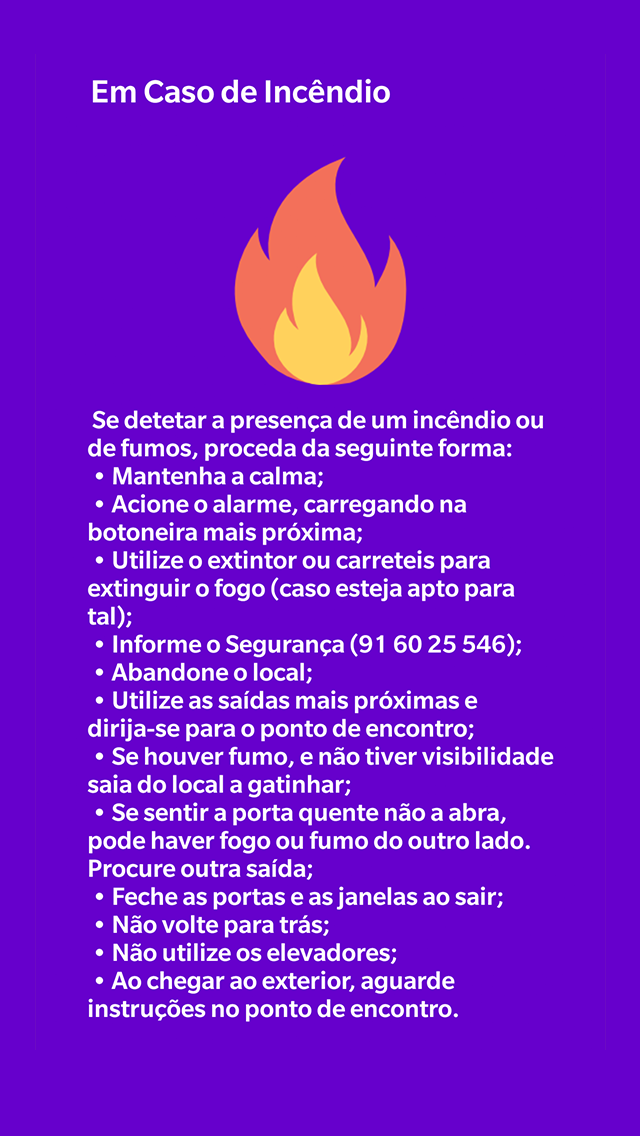 Em Caso de Incêndio
Se detetar a presença de um incêndio ou
de fumos, proceda da seguinte forma:
• Mantenha a calma;
• Acione o alarme, carregando na
botoneira mais próxima;
• Utilize o extintor ou carreteis para
extinguir o fogo (caso esteja apto para
tal);
• Informe o Segurança (91 60 25 546);
• Abandone o local;
• Utilize as saídas mais próximas e
dirija-se para o ponto de encontro;
• Se houver fumo, e não tiver visibilidade
saia do local a gatinhar;
• Se sentir a porta quente não a abra,
pode haver fogo ou fumo do outro lado.
Procure outra saída;
• Feche as portas e as janelas ao sair;
• Não volte para trás;
• Não utilize os elevadores;
• Ao chegar ao exterior, aguarde
instruções no ponto de encontro.